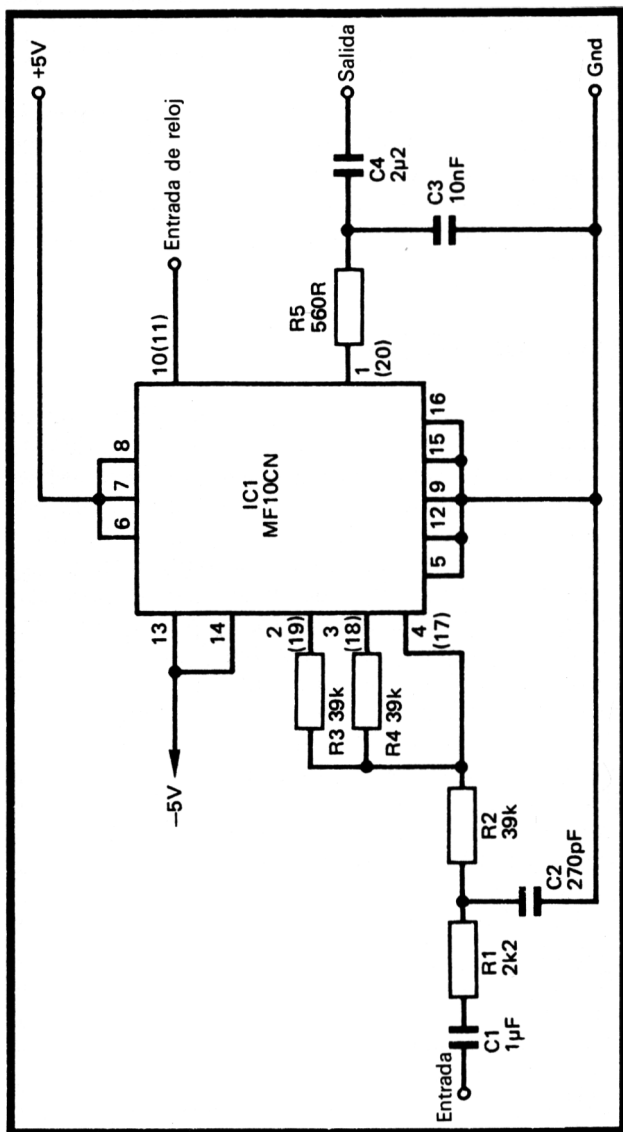 +5V
Entrada de reloj
Salida
Gnd
10(11)
C4
2µ2
C3
10nF
R5
560R
1
(20)
8
7
6
IC1
MF10CN
16
15
9
12
5
13
14
2
(19)
3
(18)
4
(17)
−5V
R3 39k
R4 39k
R2
39k
C2
270pF
R1
2k2
C1
1µF
Entrada